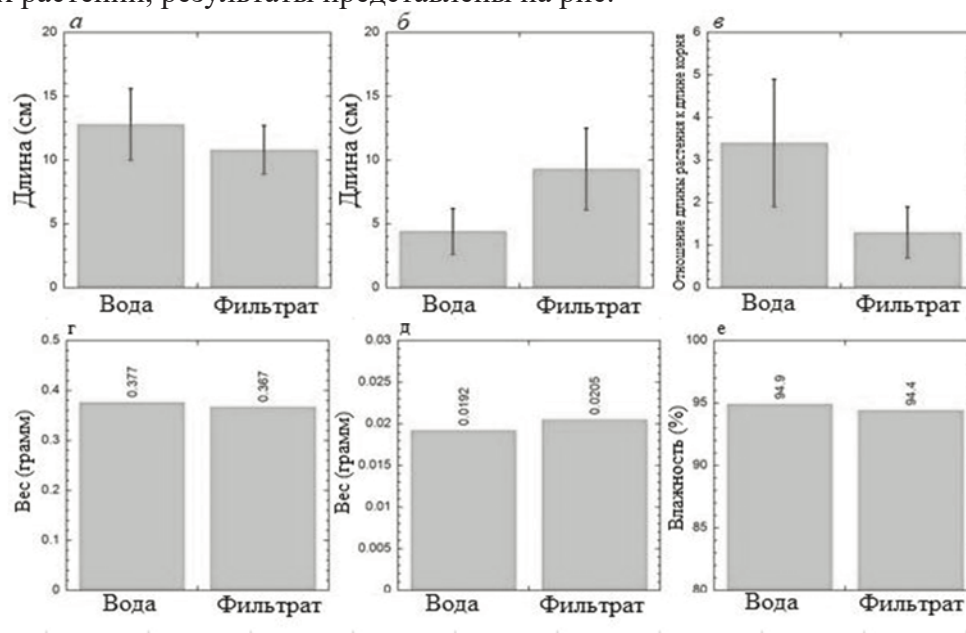 растений, результаты представлены на рис.
а
20
15
10
5
0
Длина (см)
Вода
Фильтрат
б
20
15
10
5
0
Длина (см)
Вода
Фильтрат
в
6
5
4
3
2
1
0
Отношение длины растения к длине корня
Вода
Фильтрат
г
0.5
0.4
0.3
0.2
0.1
0
Вес (грамм)
0.377
0.367
Вода
Фильтрат
д
0.03
0.025
0.02
0.015
0.01
0.005
0
Вес (грамм)
0.0192
0.0205
Вода
Фильтрат
е
100
95
90
85
80
Влажность (%)
94.9
94.4
Вода
Фильтрат